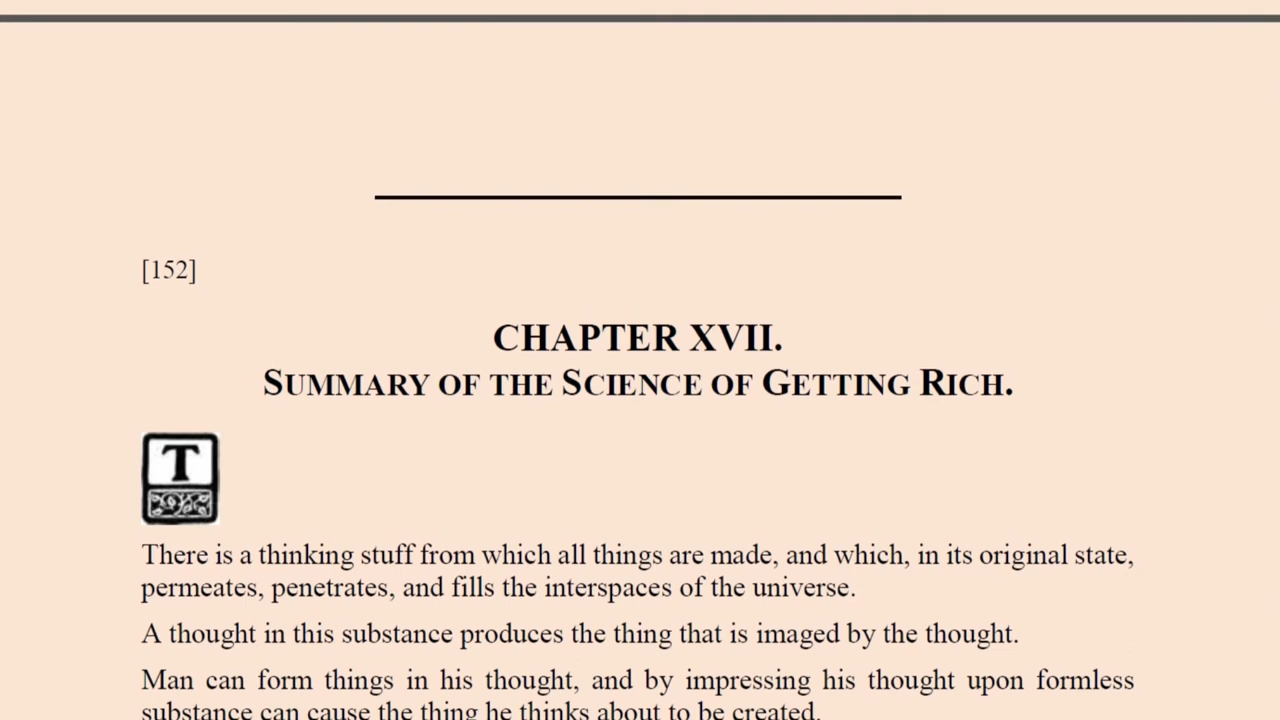 [152]
CHAPTER XVII.
SUMMARY OF THE SCIENCE OF GETTING RICH.
T
There is a thinking stuff from which all things are made, and which, in its original state,
permeates, penetrates, and fills the interspaces of the universe.
A thought in this substance produces the thing that is imaged by the thought.
Man can form things in his thought, and by impressing his thought upon formless
substance can cause the thing he thinks about to be created.